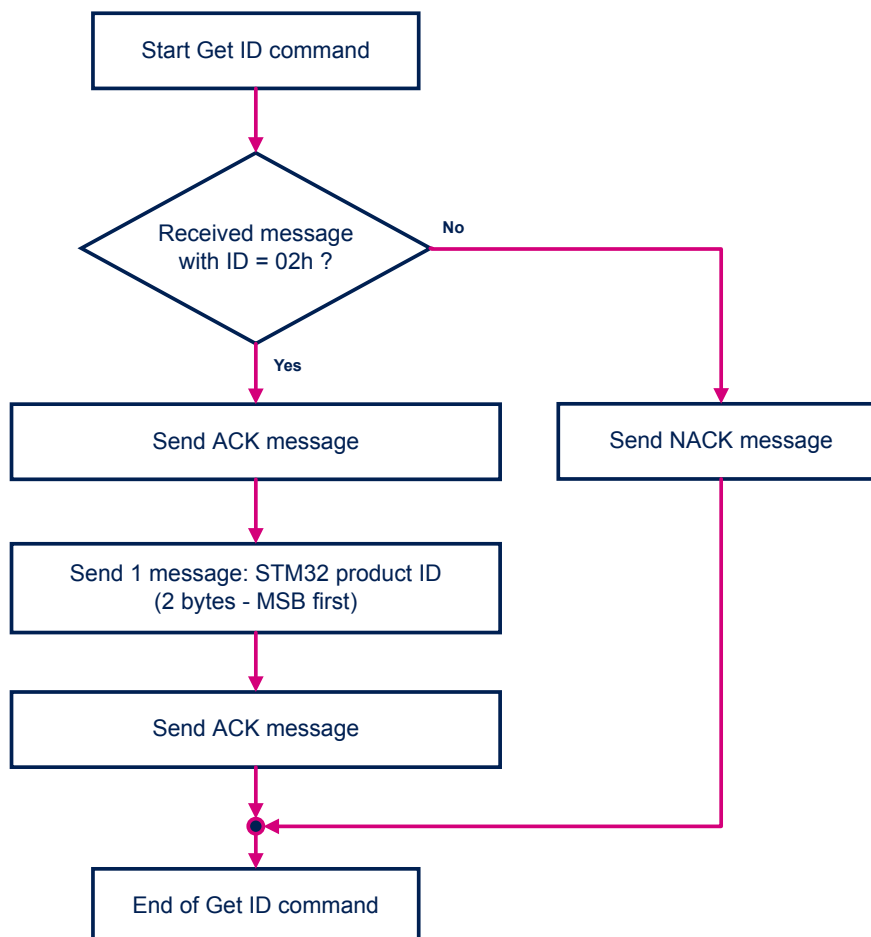 Start Get ID command
Received message
with ID = 02h ?
No
Yes
Send ACK message
Send NACK message
Send 1 message: STM32 product ID
(2 bytes - MSB first)
Send ACK message
End of Get ID command